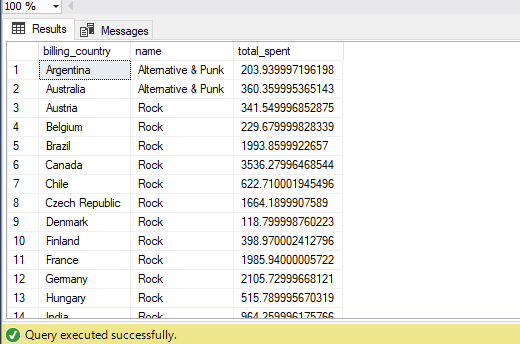 100 %
Results Messages
billing_country name total_spent
1 Argentina Alternative & Punk 203.939997196198
2 Australia Alternative & Punk 360.359995365143
3 Austria Rock 341.549996852875
4 Belgium Rock 229.679999828339
5 Brazil Rock 1993.8599922657
6 Canada Rock 3536.27996468544
7 Chile Rock 622.710001945496
8 Czech Republic Rock 1664.1899907589
9 Denmark Rock 118.799998760223
10 Finland Rock 398.970002412796
11 France Rock 1985.94000005722
12 Germany Rock 2105.72999668121
13 Hungary Rock 515.789995670319
14 India Rock 964.259996175766
Query executed successfully.